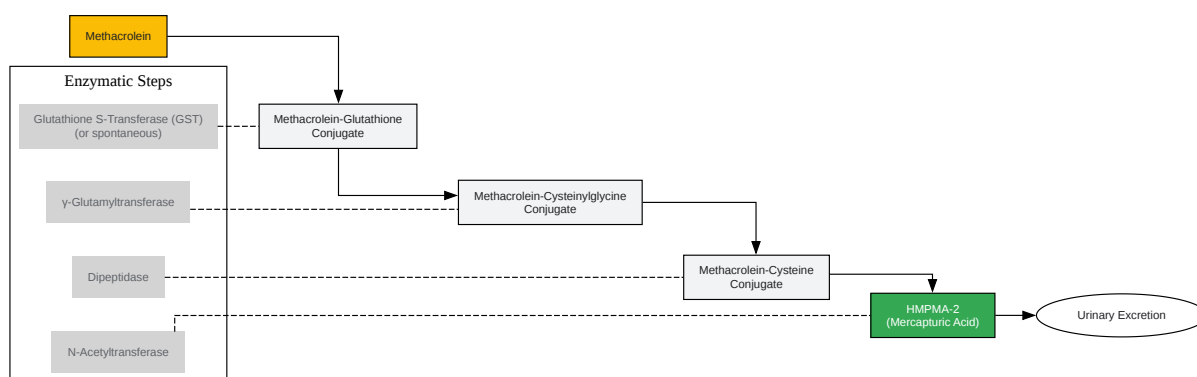 Methacrolein
Enzymatic Steps
Glutathione S-Transferase (GST)
(or spontaneous)
Methacrolein-Glutathione
Conjugate
γ-Glutamyltransferase
Methacrolein-Cysteinylglycine
Conjugate
Dipeptidase
Methacrolein-Cysteine
Conjugate
HMPMA-2
(Mercapturic Acid)
Urinary Excretion
N-Acetyltransferase